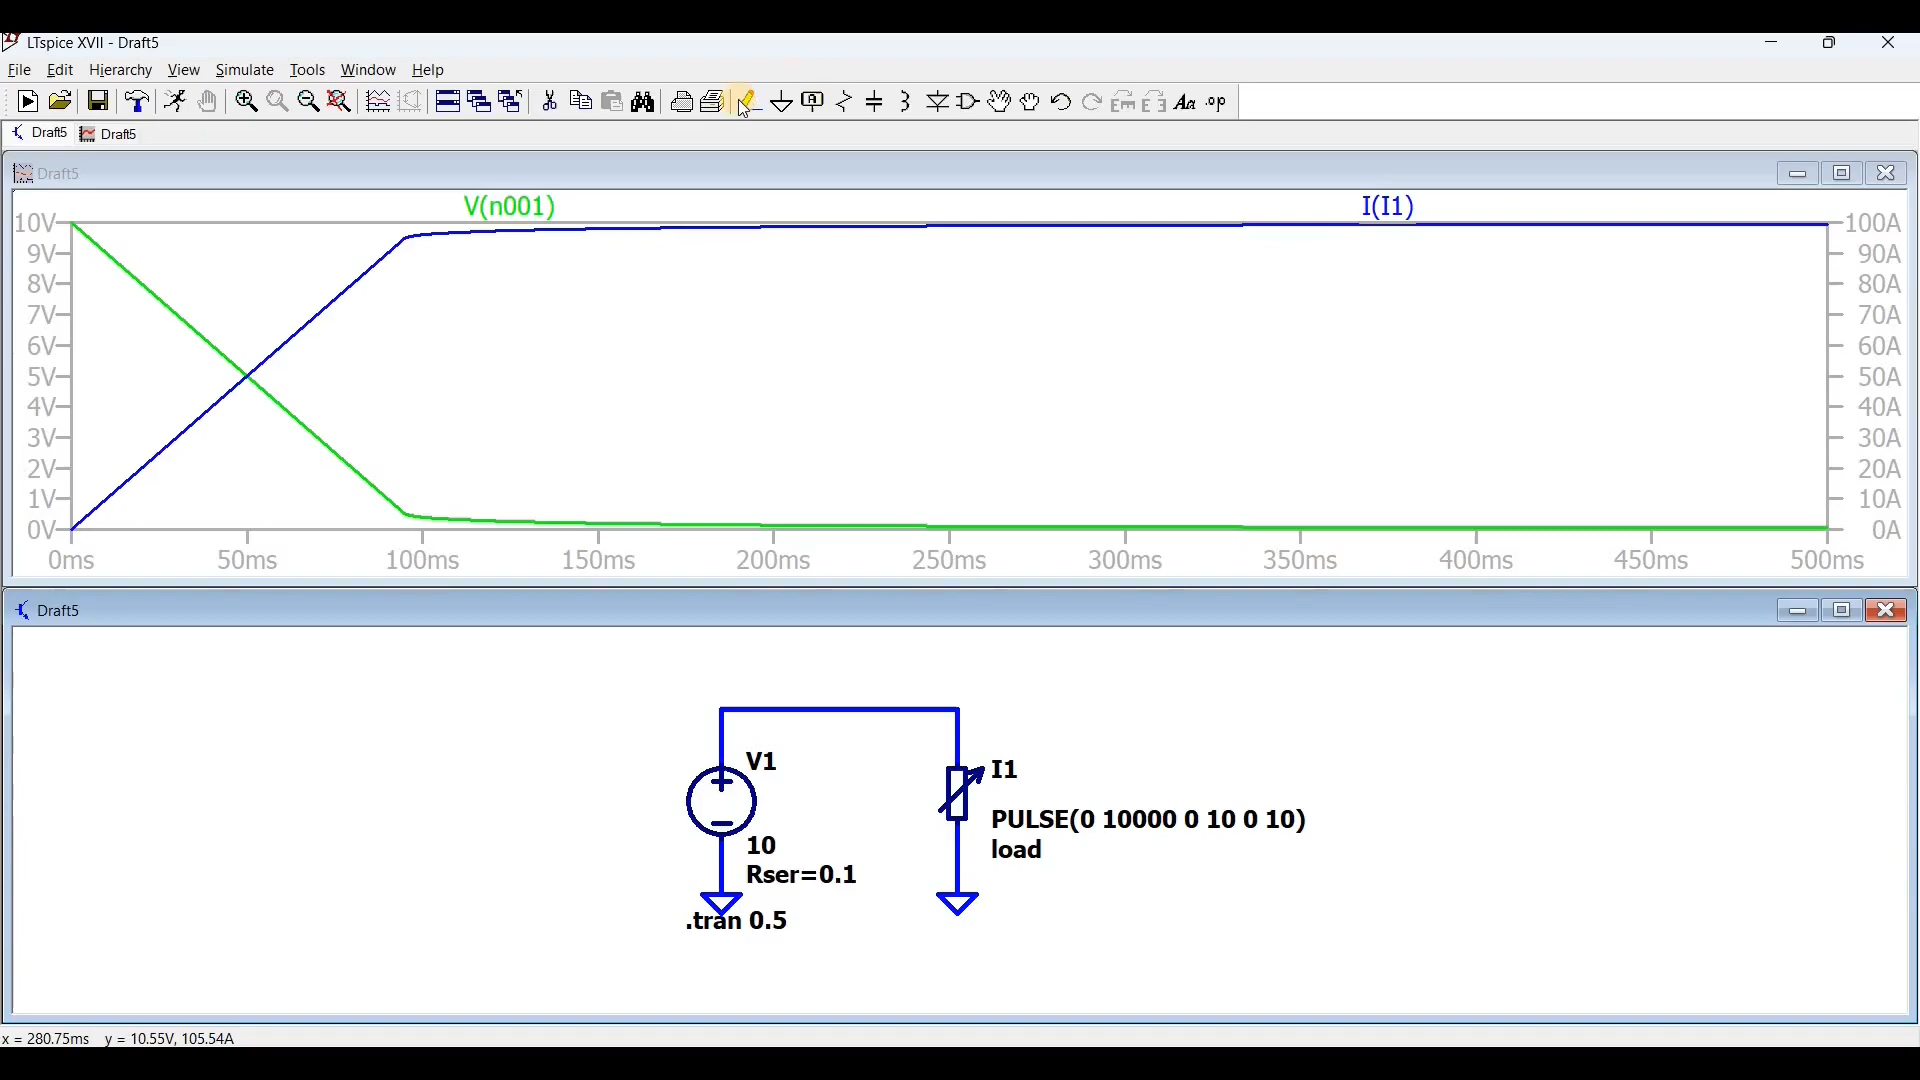 LTspice XVII - Draft5
File Edit Hierarchy View Simulate Tools Window Help
Aa .op
Draft5 Draft5
Draft5
V(n001) I(I1)
10V 100A
9V 90A
8V 80A
7V 70A
6V 60A
5V 50A
4V 40A
3V 30A
2V 20A
1V 10A
0V 0A
0ms 50ms 100ms 150ms 200ms 250ms 300ms 350ms 400ms 450ms 500ms
Draft5
V1
I1
PULSE(0 10000 0 10 0 10)
10
load
Rser=0.1
.tran 0.5
x = 280.75ms y = 10.55V, 105.54A